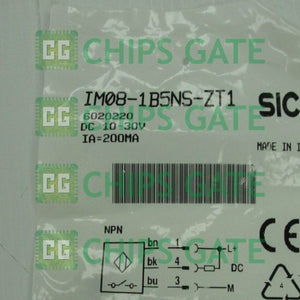 CHIPS GATE
IM08-1B5NS-ZT1
SIC
6020220
CHIPS GATE
DC 10-30V
IA=200MA
MADE IN
CHIPS GATE
NPN
bn 1 L+
CHIPS GATE
bk 4 DC
bu 3 M